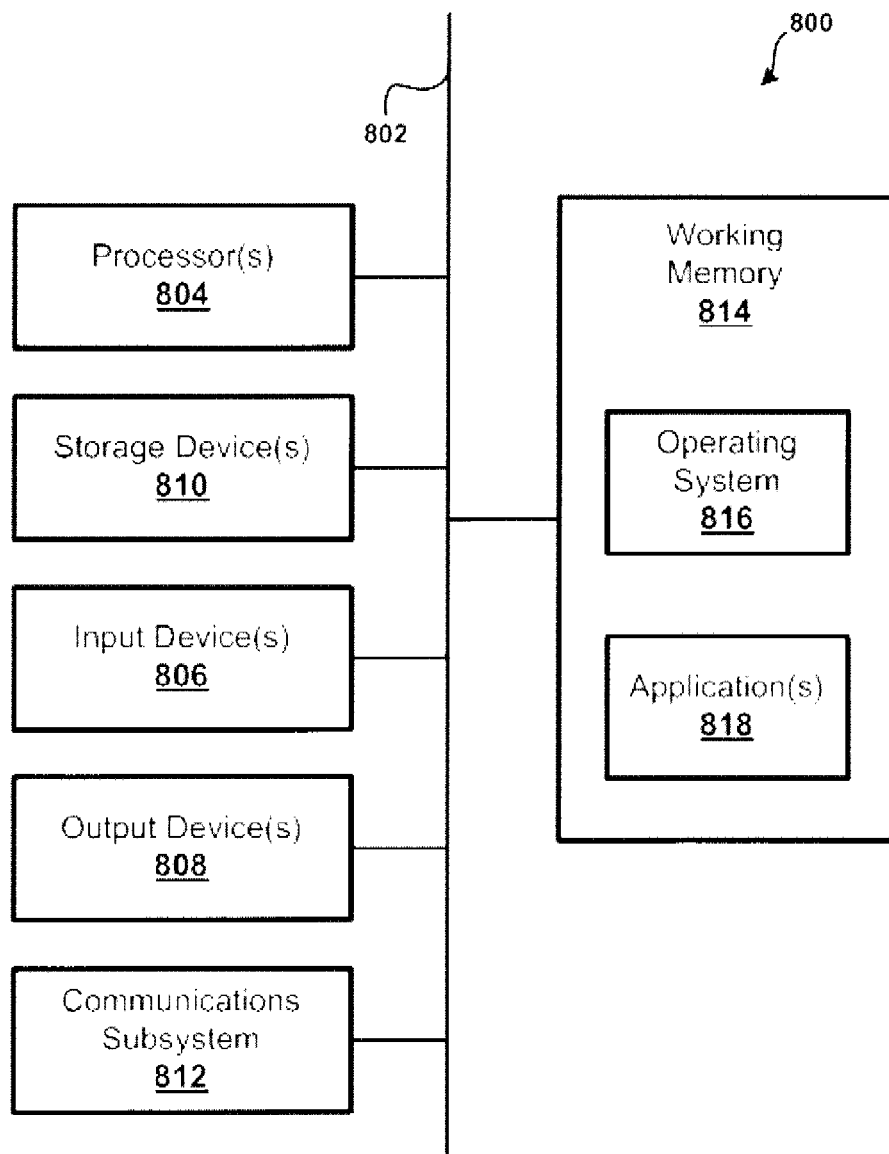 800
802
Processor(s)
804
Storage Device(s)
810
Input Device(s)
806
Output Device(s)
808
Communications
Subsystem
812
Working
Memory
814
Operating
System
816
Application(s)
818